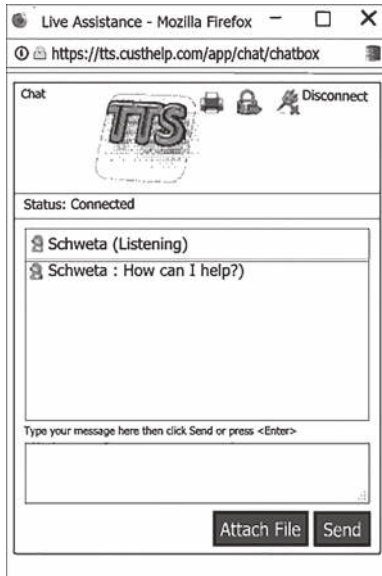 Live Assistance - Mozilla Firefox
https://tts.custhelp.com/app/chat/chatbox
Chat
TTS
Disconnect
Status: Connected
Schweta (Listening)
Schweta : How can I help?)
Type your message here then click Send or press <Enter>
Attach File Send